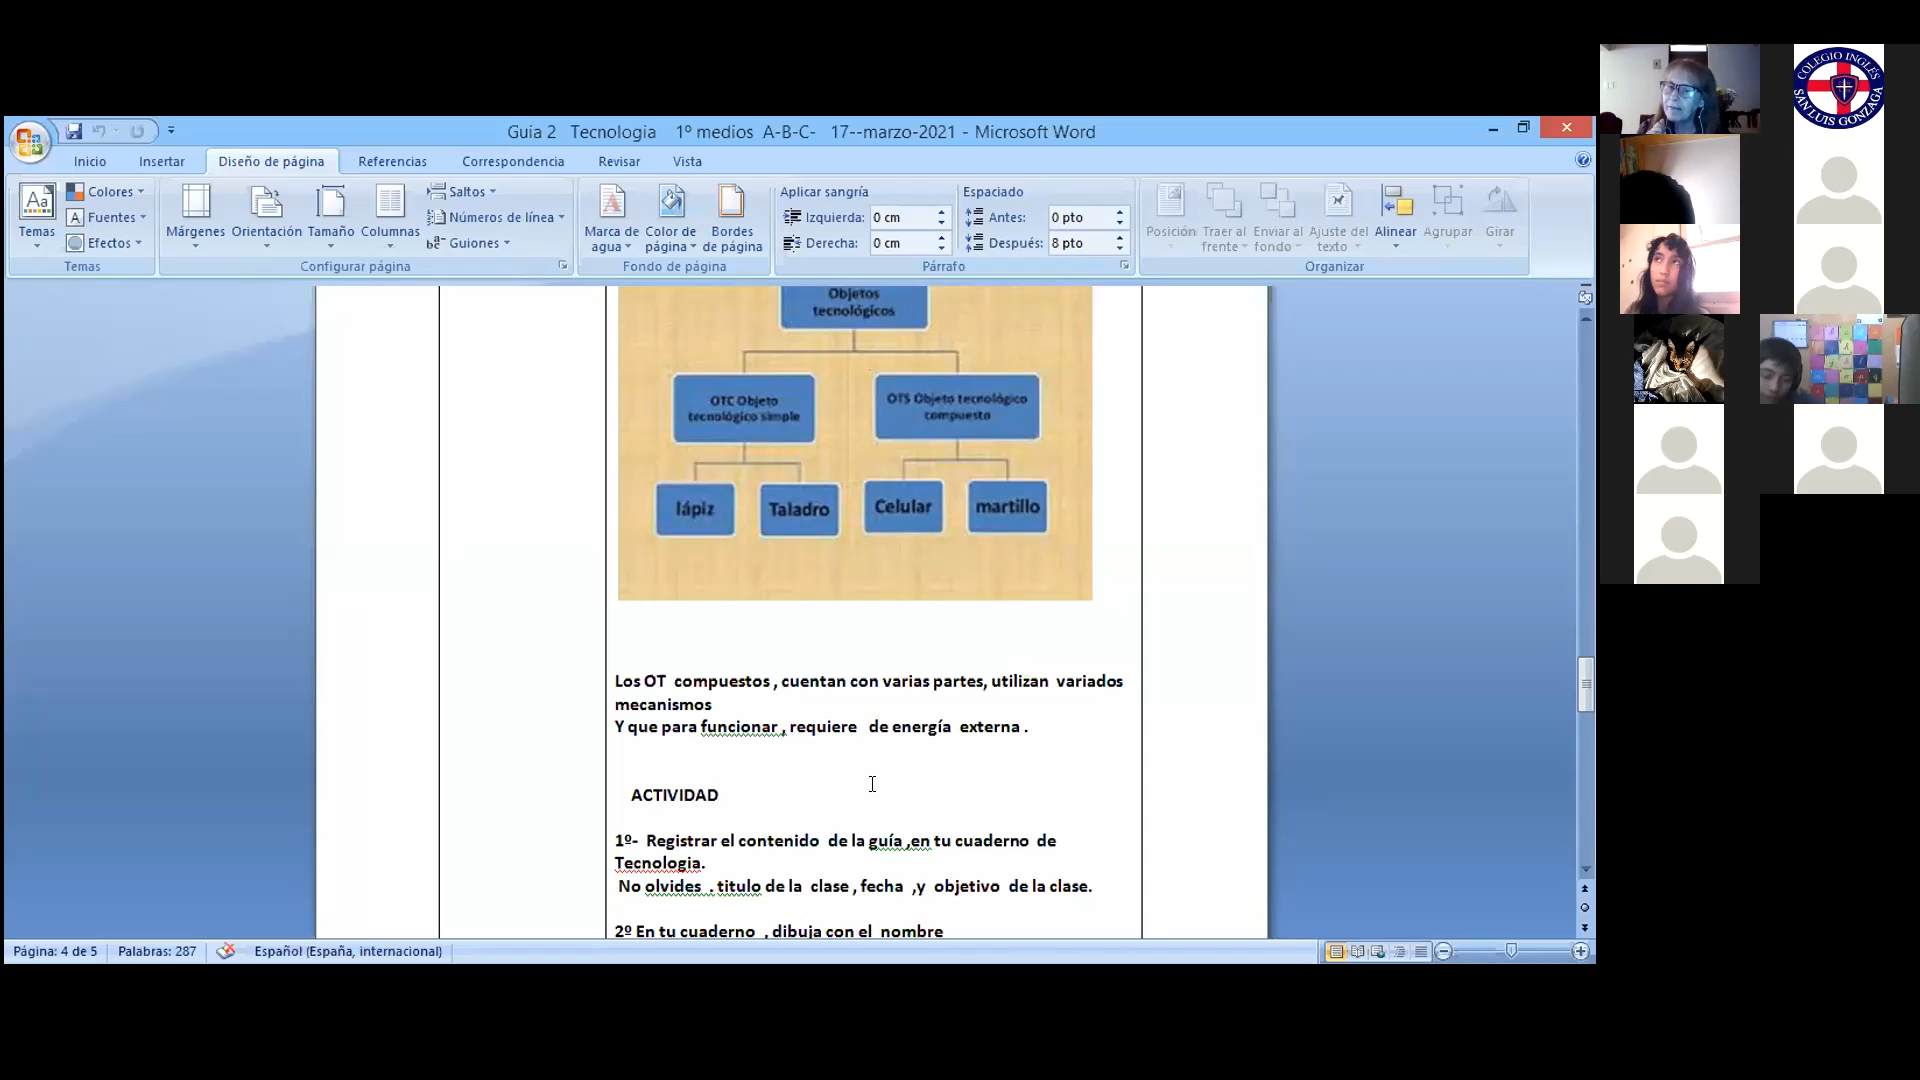 Guia 2 Tecnologia 1º medios A-B-C- 17--marzo-2021 - Microsoft Word
Inicio Insertar Diseño de página Referencias Correspondencia Revisar Vista
Aa
Temas
Colores
Fuentes
Efectos
Temas
Márgenes Orientación Tamaño Columnas
Saltos
Números de línea
Guiones
Configurar página
Marca de agua
Color de página
Bordes de página
Fondo de página
Aplicar sangría
Izquierda: 0 cm
Derecha: 0 cm
Espaciado
Antes: 0 pto
Después: 8 pto
Párrafo
Posición
Traer al frente
Enviar al fondo
Ajuste del texto
Alinear
Agrupar
Girar
Organizar
COLEGIO INGLÉS
SAN LUIS GONZAGA
Objetos
tecnológicos
OTC Objeto
tecnológico simple
OTS Objeto tecnológico
compuesto
lápiz
Taladro
Celular
martillo
Los OT compuestos , cuentan con varias partes, utilizan variados
mecanismos
Y que para funcionar , requiere de energía externa .
ACTIVIDAD
1º- Registrar el contenido de la guía ,en tu cuaderno de
Tecnologia.
No olvides . titulo de la clase , fecha ,y objetivo de la clase.
2º En tu cuaderno , dibuja con el nombre
Página: 4 de 5 Palabras: 287 Español (España, internacional)